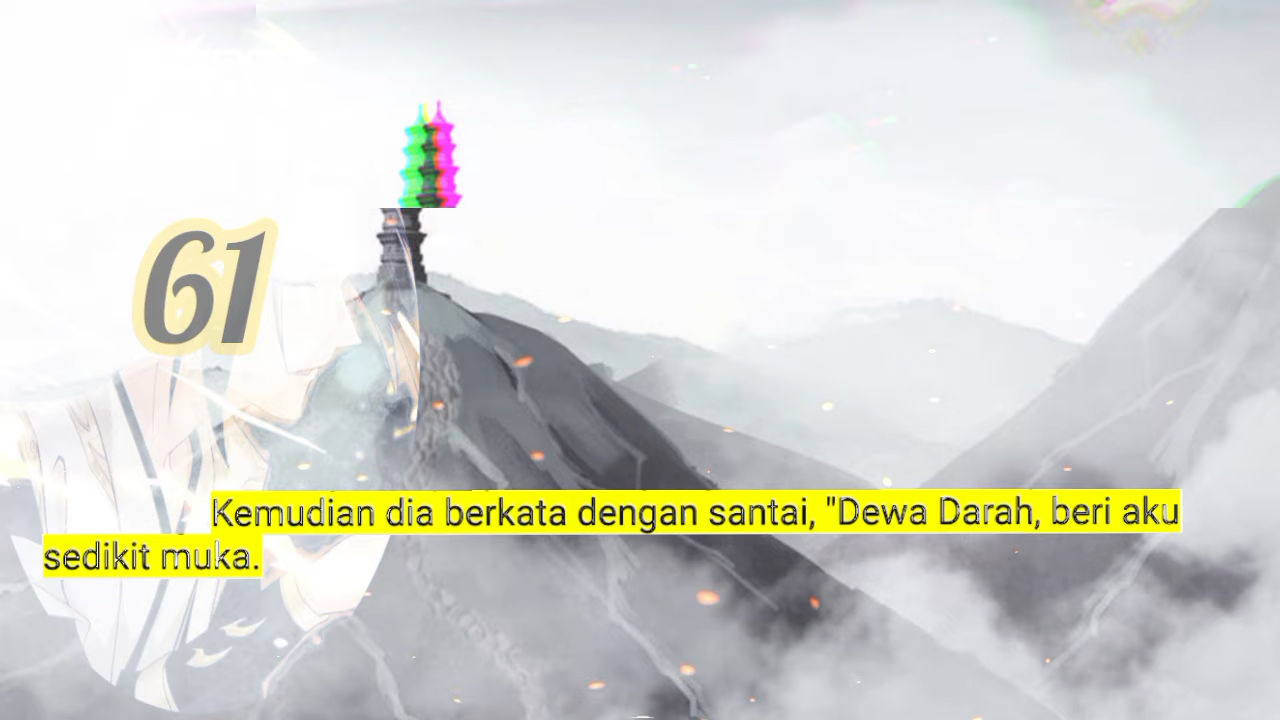 61
Kemudian dia berkata dengan santai, "Dewa Darah, beri aku
sedikit muka.